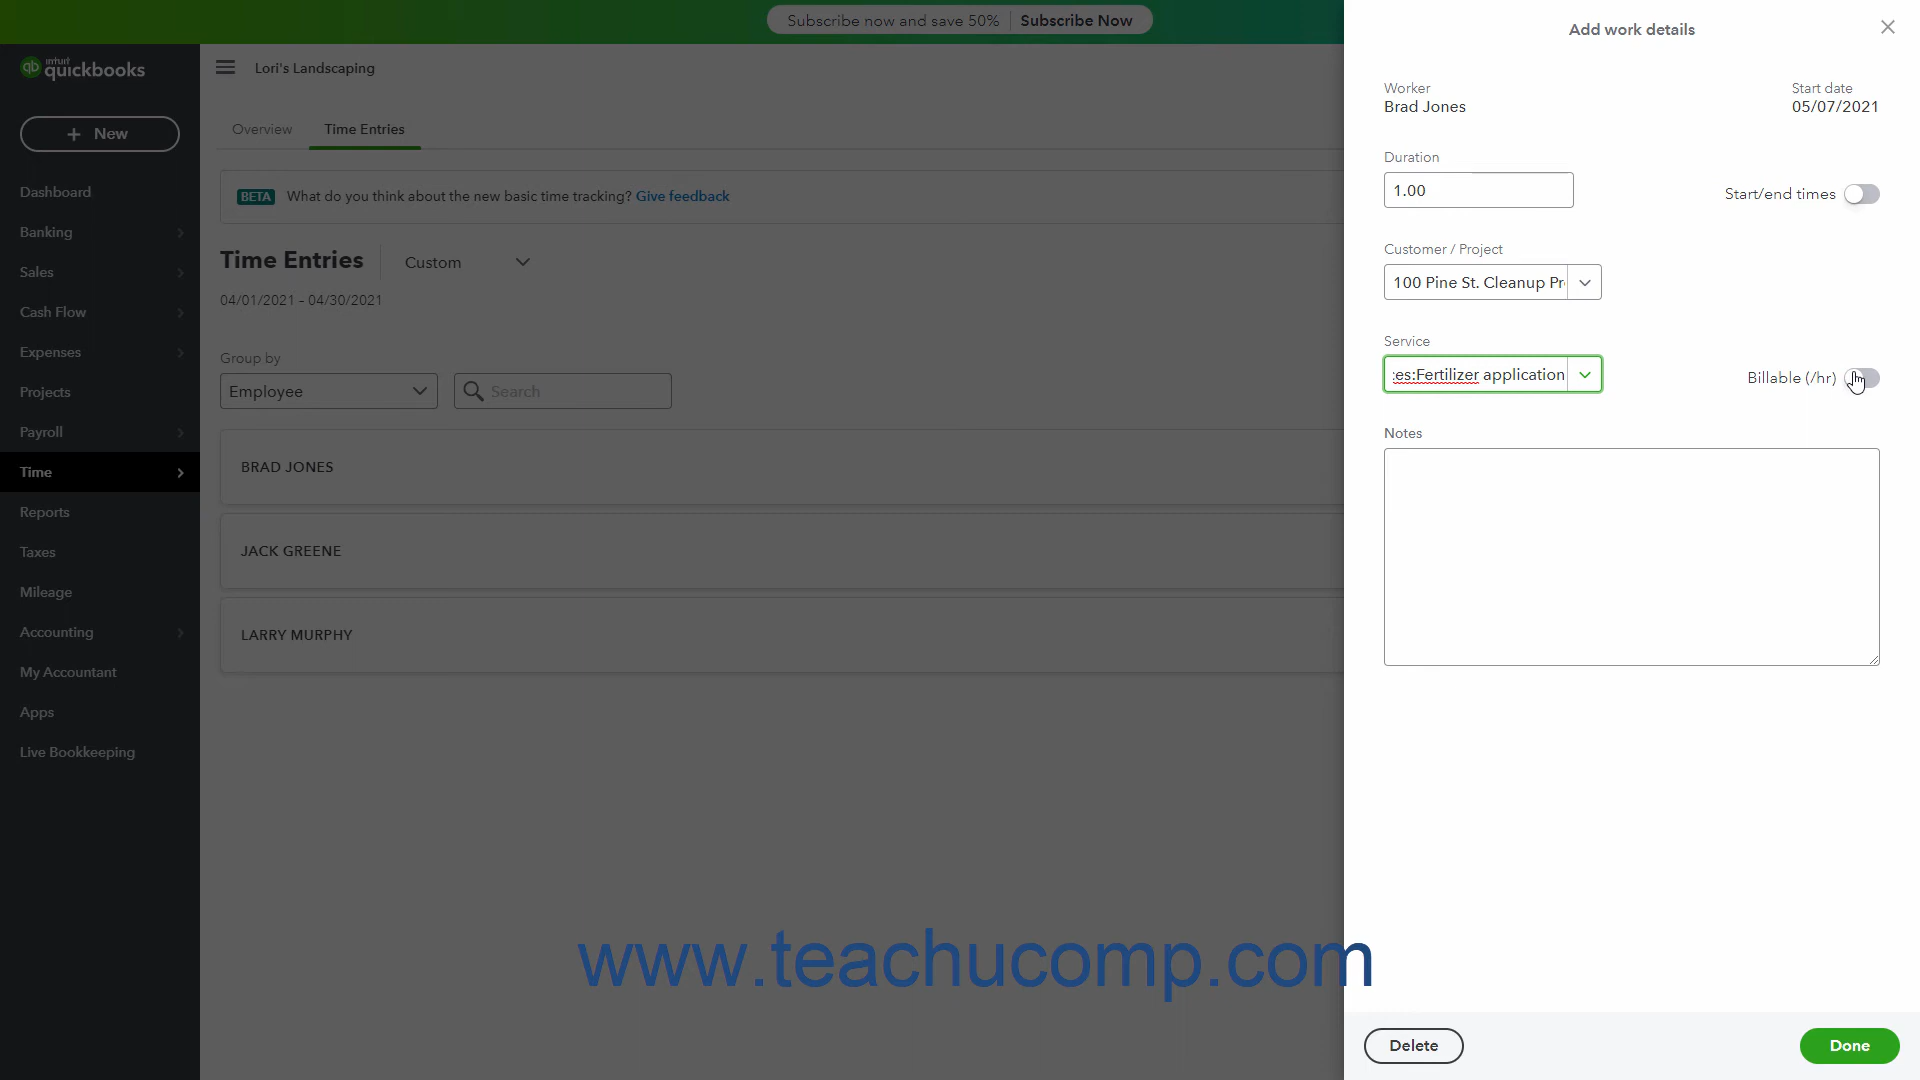 Subscribe now and save 50% Subscribe Now
intuit
quickbooks
New
Dashboard
Banking
Sales
Cash Flow
Expenses
Projects
Payroll
Time
Reports
Taxes
Mileage
Accounting
My Accountant
Apps
Live Bookkeeping
Lori's Landscaping
Overview Time Entries
BETA What do you think about the new basic time tracking? Give feedback
Time Entries Custom
04/01/2021 - 04/30/2021
Group by
Employee Search
BRAD JONES
JACK GREENE
LARRY MURPHY
Add work details
Worker Start date
Brad Jones 05/07/2021
Duration
1.00 Start/end times
Customer / Project
100 Pine St. Cleanup Pr
Service
es:Fertilizer application Billable (/hr)
Notes
www.teachucomp.com
Delete Done